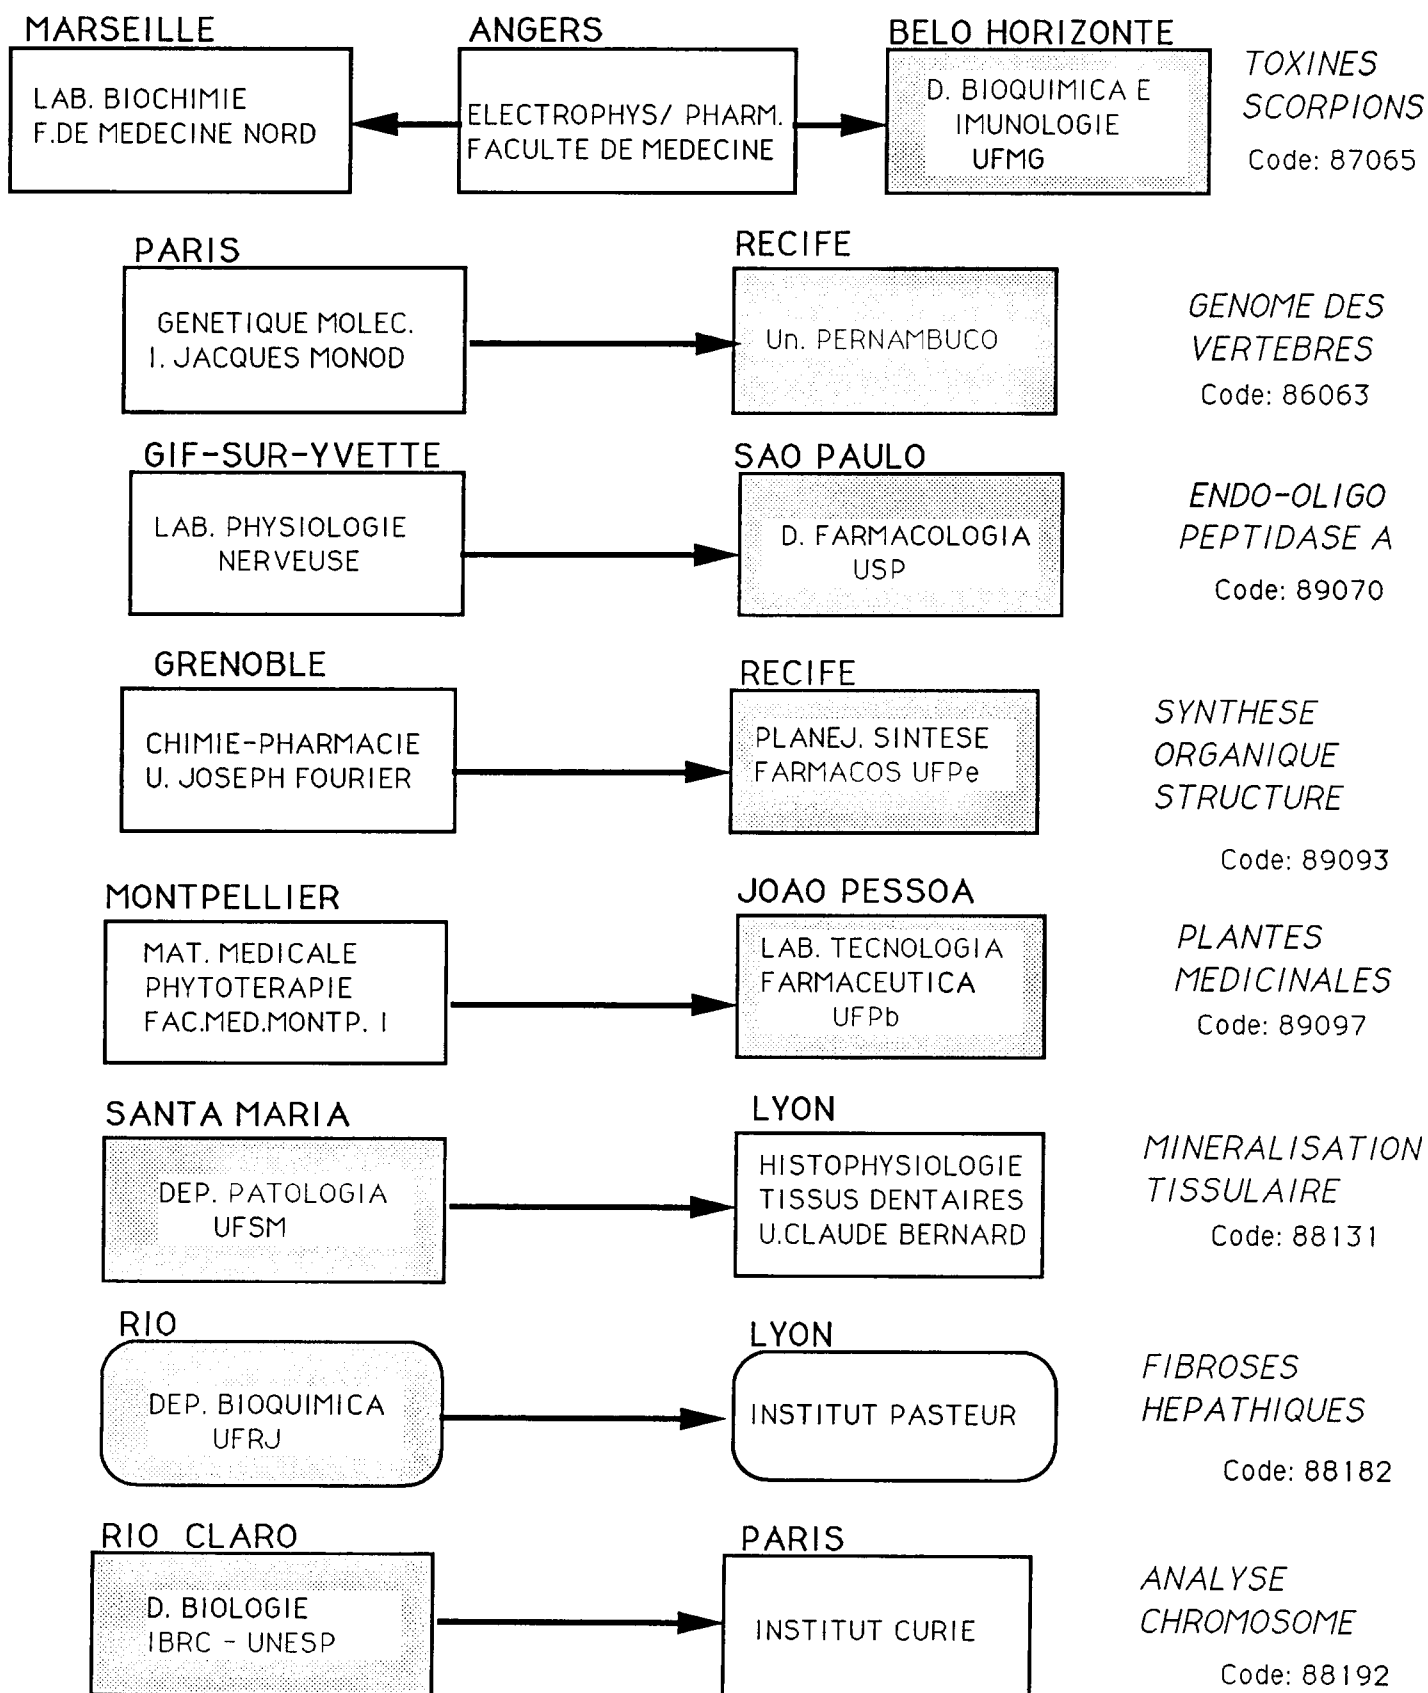 MARSEILLE
LAB. BIOCHIMIE
F.DE MEDECINE NORD
ANGERS
ELECTROPHYS/ PHARM.
FACULTE DE MEDECINE
BELO HORIZONTE
D. BIOQUIMICA E
IMUNOLOGIE
UFMG
TOXINES
SCORPIONS
Code: 87065
PARIS
GENETIQUE MOLEC.
I. JACQUES MONOD
RECIFE
Un. PERNAMBUCO
GENOME DES
VERTEBRES
Code: 86063
GIF-SUR-YVETTE
LAB. PHYSIOLOGIE
NERVEUSE
SAO PAULO
D. FARMACOLOGIA
USP
ENDO-OLIGO
PEPTIDASE A
Code: 89070
GRENOBLE
CHIMIE-PHARMACIE
U. JOSEPH FOURIER
RECIFE
PLANEJ. SINTESE
FARMACOS UFPe
SYNTHESE
ORGANIQUE
STRUCTURE
Code: 89093
MONTPELLIER
MAT. MEDICALE
PHYTOTERAPIE
FAC.MED.MONTP. I
JOAO PESSOA
LAB. TECNOLOGIA
FARMACEUTICA
UFPb
PLANTES
MEDICINALES
Code: 89097
SANTA MARIA
DEP. PATOLOGIA
UFSM
LYON
HISTOPHYSIOLOGIE
TISSUS DENTAIRES
U.CLAUDE BERNARD
MINERALISATION
TISSULAIRE
Code: 88131
RIO
DEP. BIOQUIMICA
UFRJ
LYON
INSTITUT PASTEUR
FIBROSES
HEPATHIQUES
Code: 88182
RIO CLARO
D. BIOLOGIE
IBRC - UNESP
PARIS
INSTITUT CURIE
ANALYSE
CHROMOSOME
Code: 88192